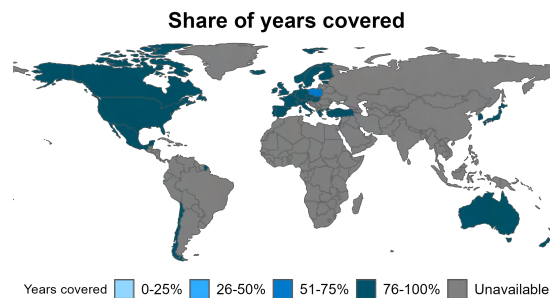 Share of years covered
Years covered 0-25% 26-50% 51-75% 76-100% Unavailable